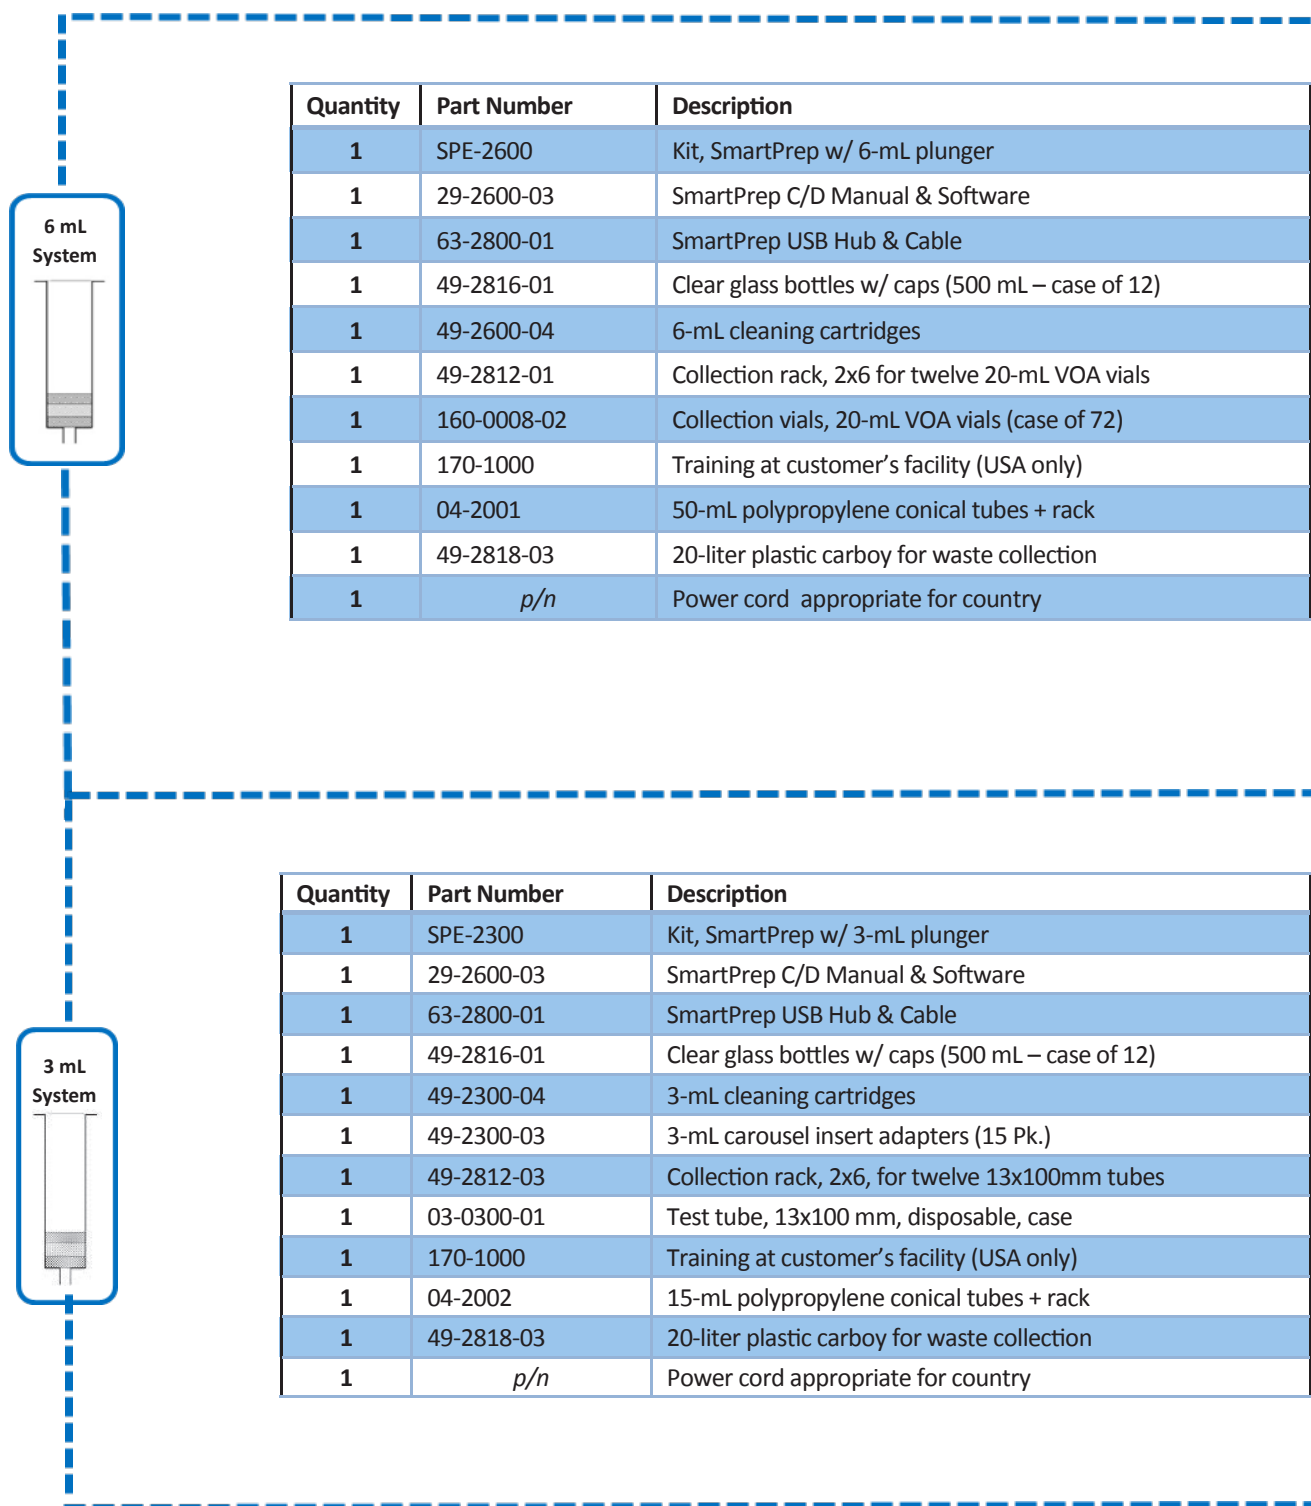 Quantity Part Number Description
1 SPE-2600 Kit, SmartPrep w/ 6-mL plunger
1 29-2600-03 SmartPrep C/D Manual & Software
1 63-2800-01 SmartPrep USB Hub & Cable
1 49-2816-01 Clear glass bottles w/ caps (500 mL – case of 12)
1 49-2600-04 6-mL cleaning cartridges
1 49-2812-01 Collection rack, 2x6 for twelve 20-mL VOA vials
1 160-0008-02 Collection vials, 20-mL VOA vials (case of 72)
1 170-1000 Training at customer’s facility (USA only)
1 04-2001 50-mL polypropylene conical tubes + rack
1 49-2818-03 20-liter plastic carboy for waste collection
1 p/n Power cord  appropriate for country
6 mL
System
Quantity Part Number Description
1 SPE-2300 Kit, SmartPrep w/ 3-mL plunger
1 29-2600-03 SmartPrep C/D Manual & Software
1 63-2800-01 SmartPrep USB Hub & Cable
1 49-2816-01 Clear glass bottles w/ caps (500 mL – case of 12)
1 49-2300-04 3-mL cleaning cartridges
1 49-2300-03 3-mL carousel insert adapters (15 Pk.)
1 49-2812-03 Collection rack, 2x6, for twelve 13x100mm tubes
1 03-0300-01 Test tube, 13x100 mm, disposable, case
1 170-1000 Training at customer’s facility (USA only)
1 04-2002 15-mL polypropylene conical tubes + rack
1 49-2818-03 20-liter plastic carboy for waste collection
1 p/n Power cord appropriate for country
3 mL
System